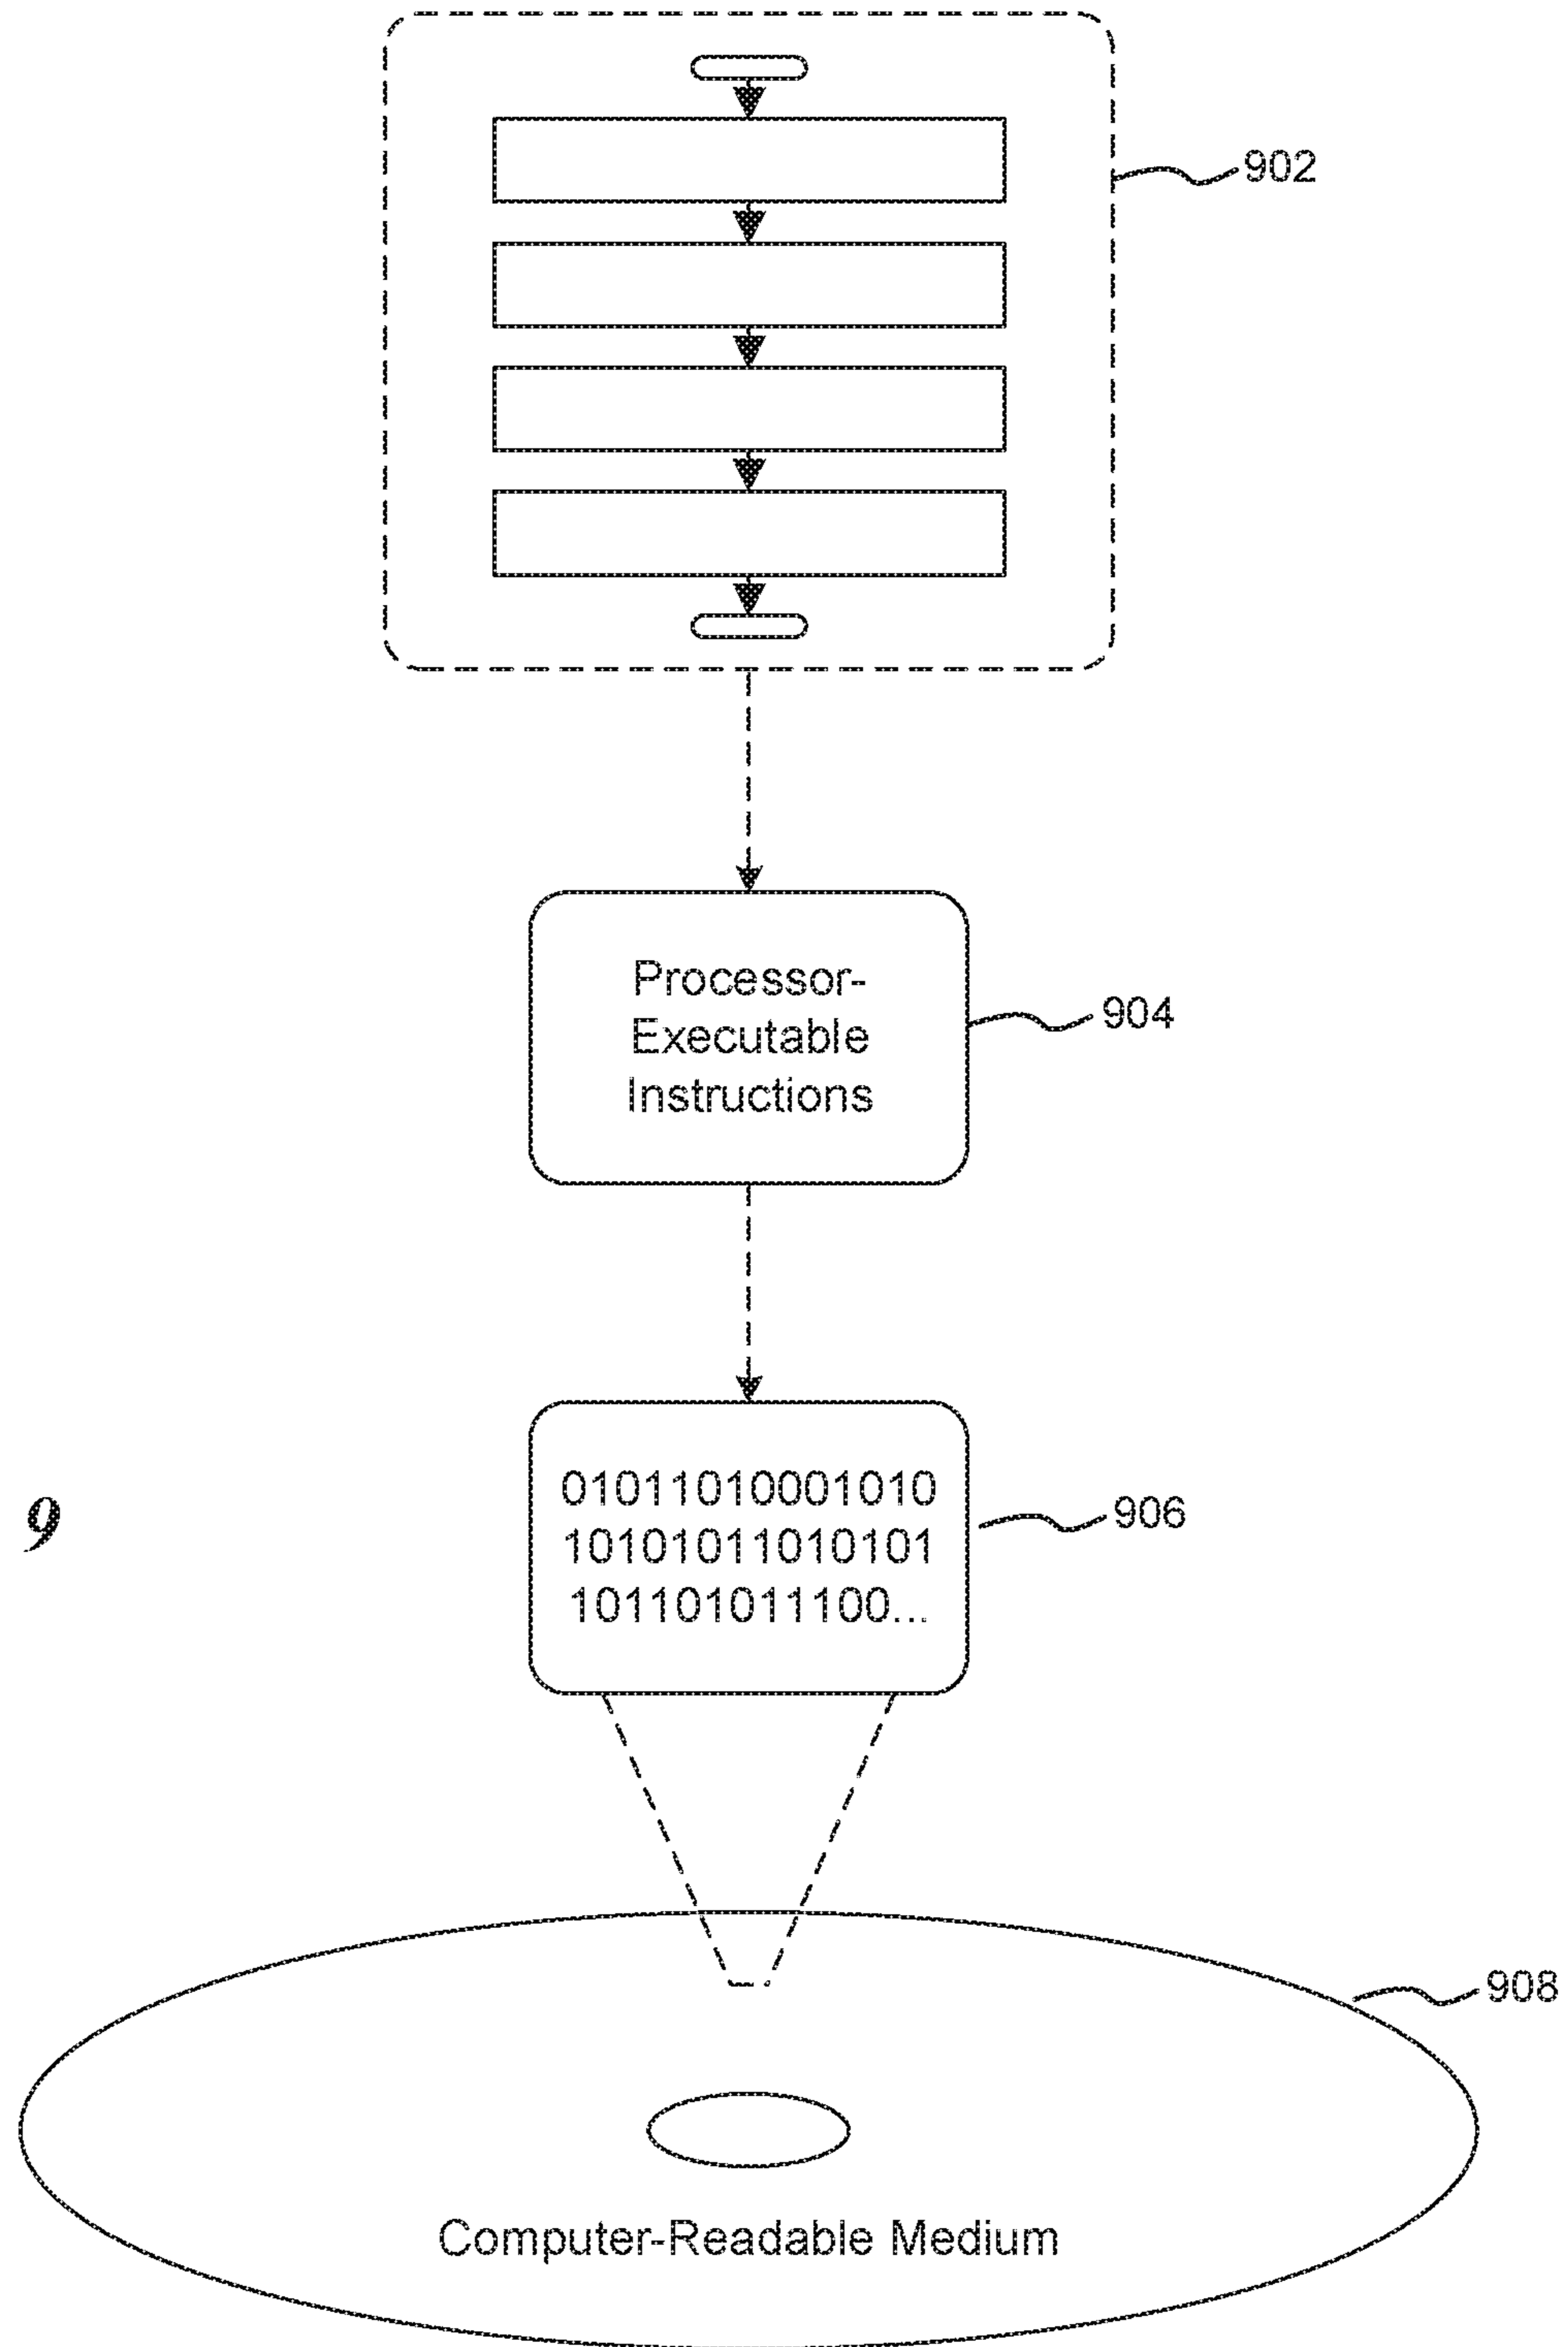 902
Processor-
Executable
Instructions
904
01011010001010
10101011010101
101101011100...
906
9
908
Computer-Readable Medium